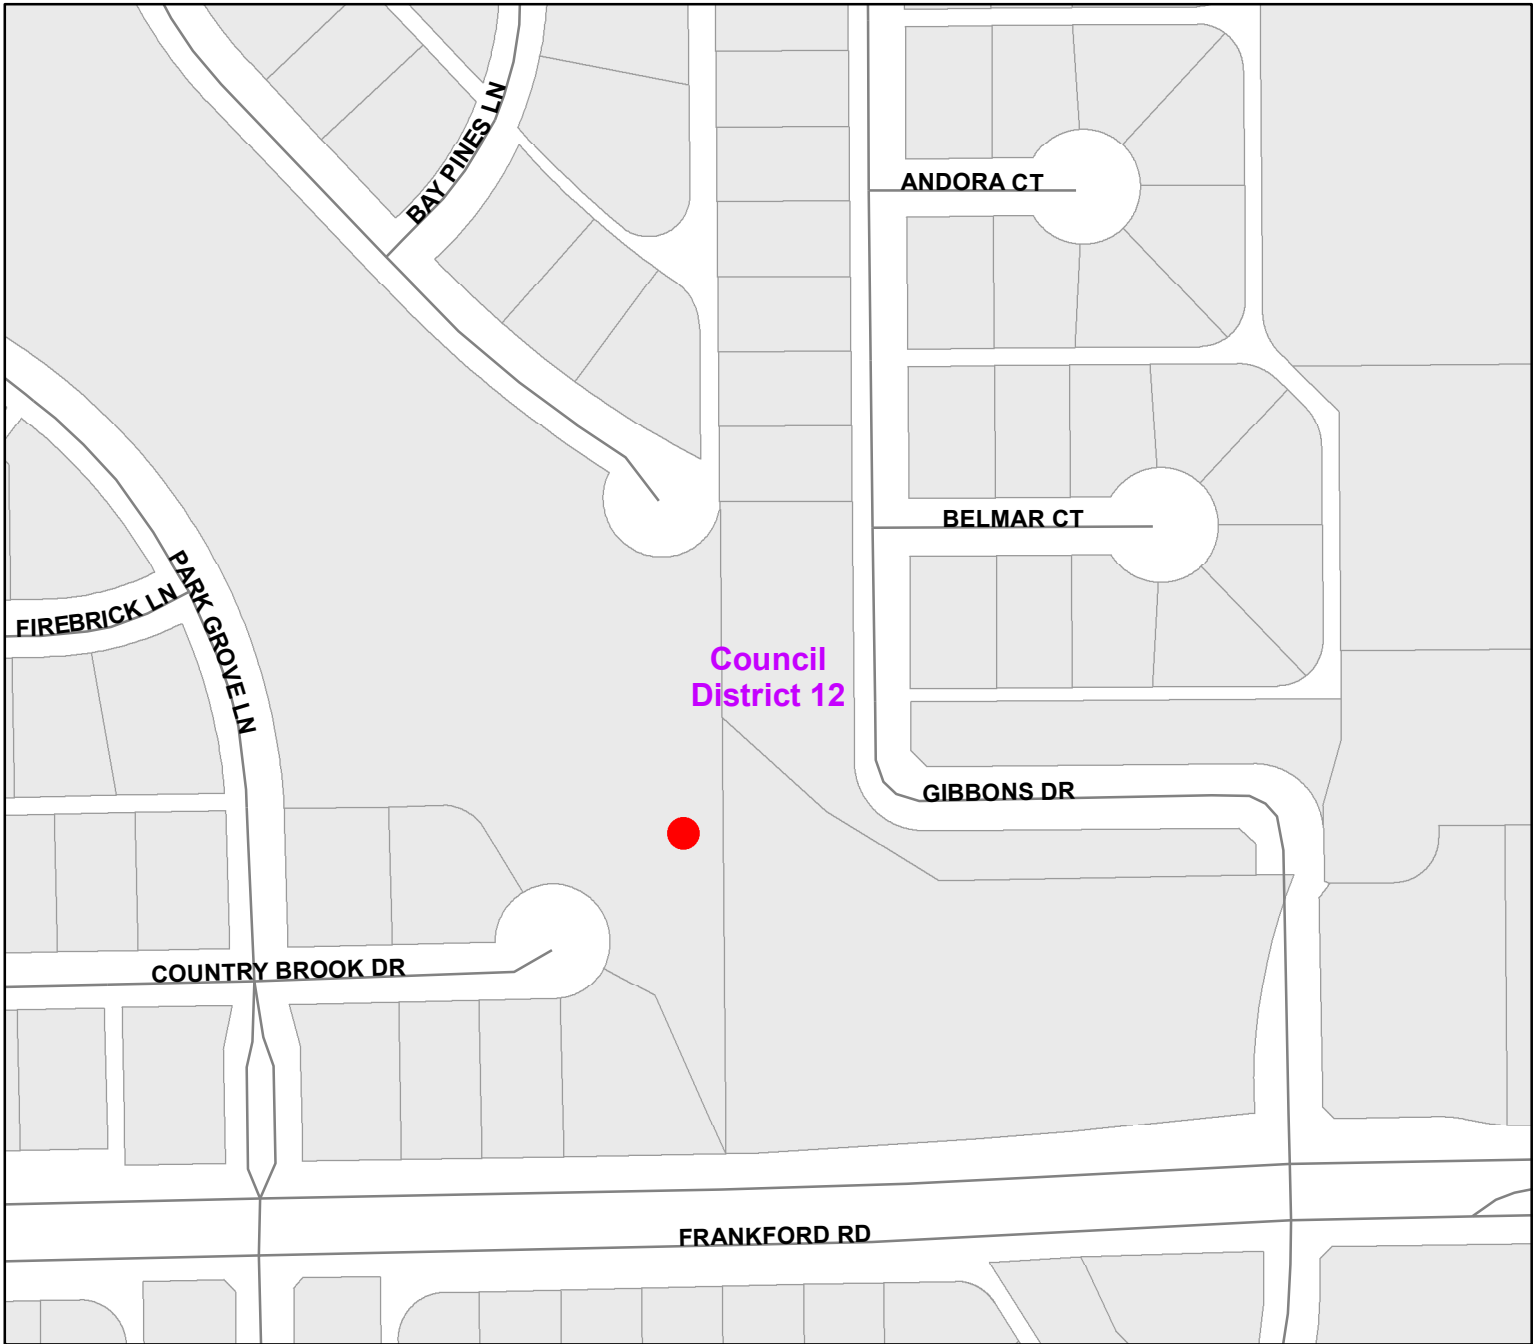 BAY PINES LN
ANDORA CT
BELMAR CT
PARK GROVE LN
FIREBRICK LN
Council
District 12
GIBBONS DR
COUNTRY BROOK DR
FRANKFORD RD